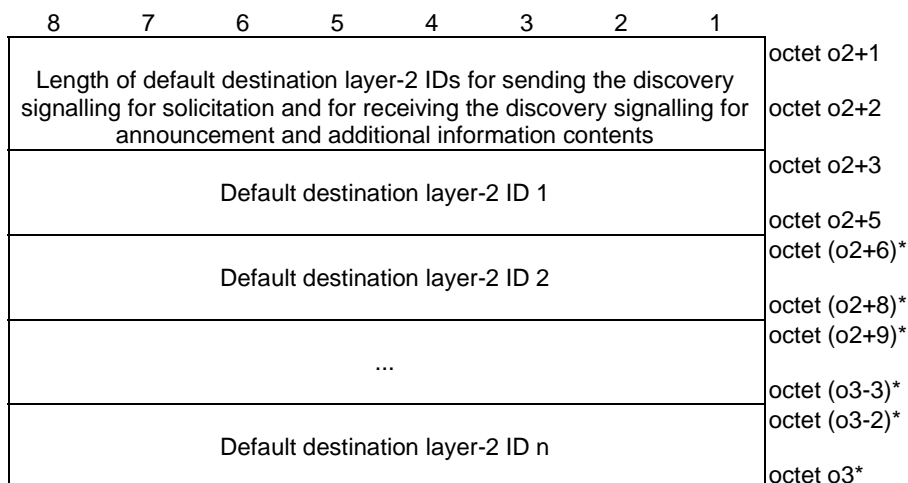 8 7 6 5 4 3 2 1
octet o2+1
Length of default destination layer-2 IDs for sending the discovery
signalling for solicitation and for receiving the discovery signalling for
octet o2+2
announcement and additional information contents
octet o2+3
Default destination layer-2 ID 1
octet o2+5
octet (o2+6)*
Default destination layer-2 ID 2
octet (o2+8)*
octet (o2+9)*
...
octet (o3-3)*
octet (o3-2)*
Default destination layer-2 ID n
octet o3*